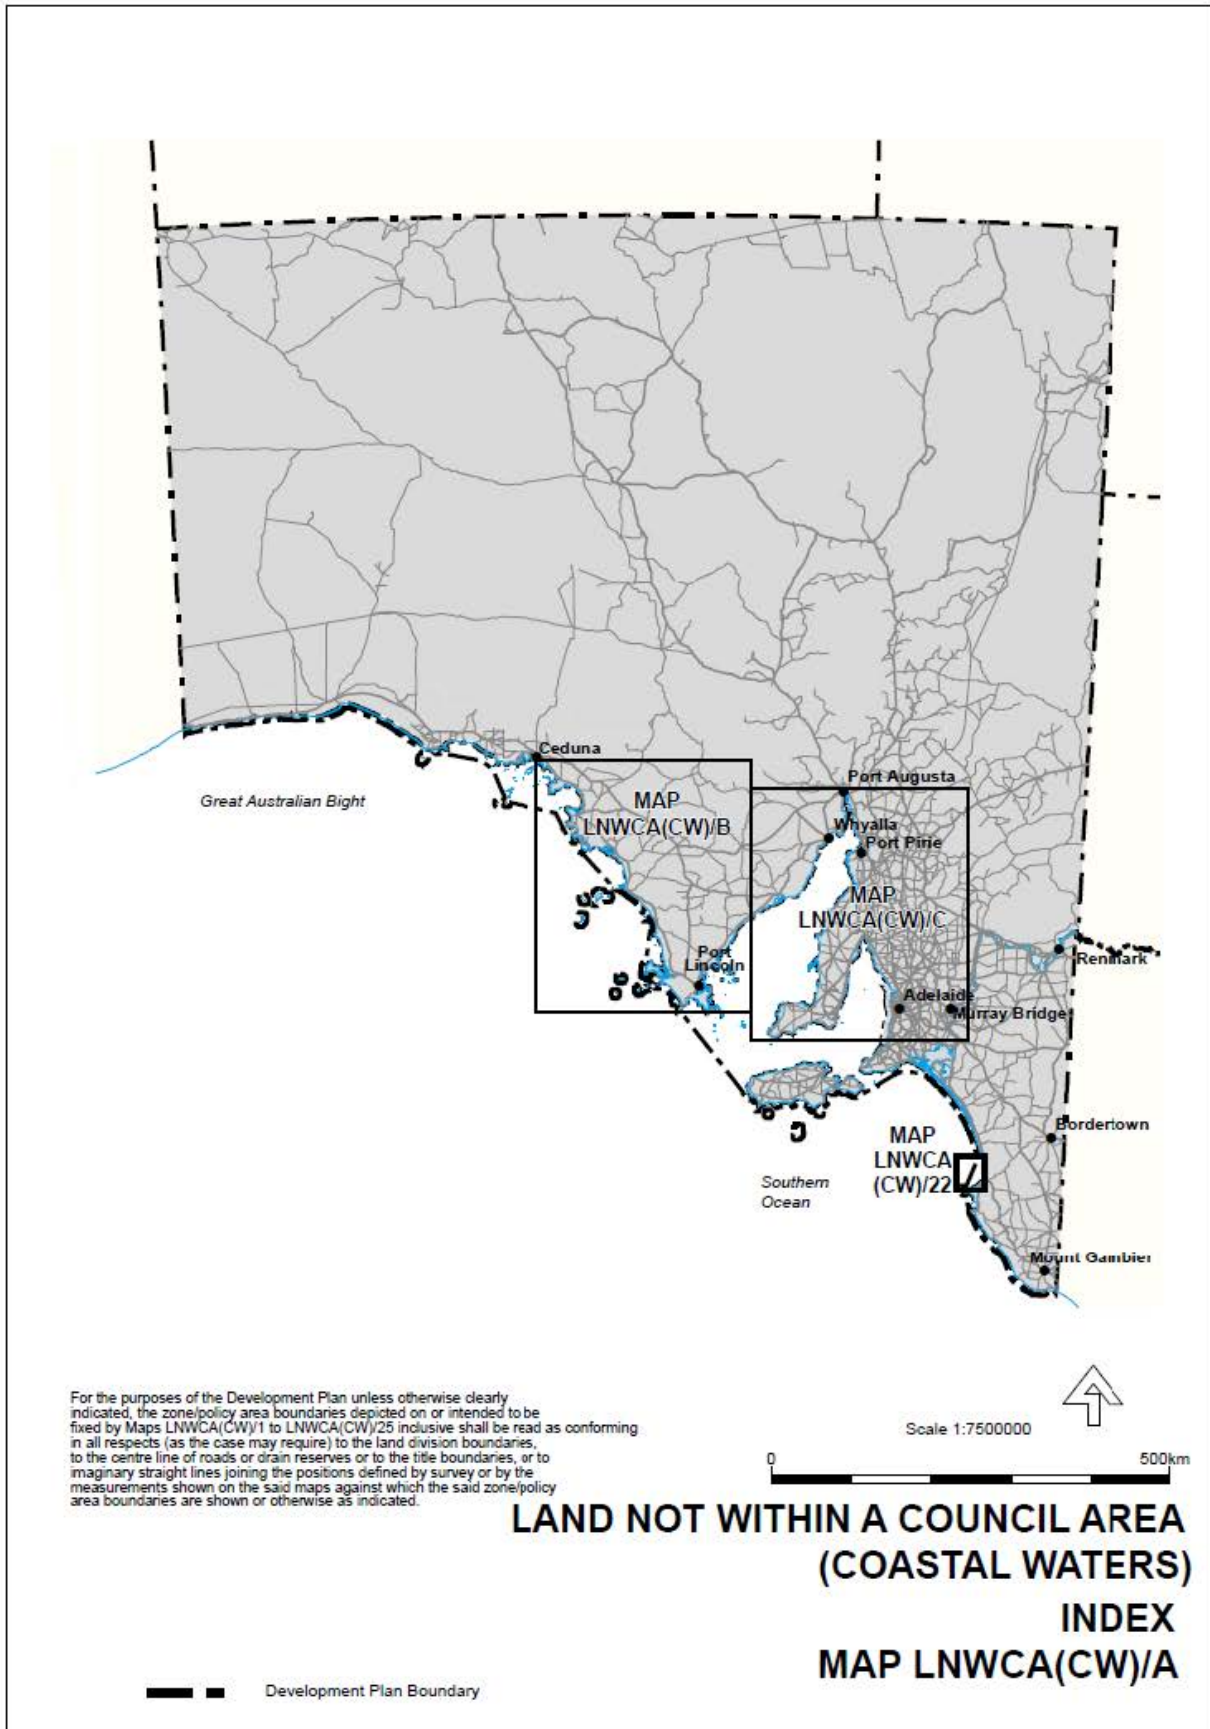 Ceduna
Port Augusta
Great Australian Bight
MAP
LNWCA(CW)/B
Whyalla
Port Pirie
MAP
LNWCA(CW)/C
Port
Lincoln
Renmark
Adelaide
Murray Bridge
MAP
LNWCA
(CW)/22
Bordertown
Southern
Ocean
Mount Gambier
For the purposes of the Development Plan unless otherwise clearly
indicated, the zone/policy area boundaries depicted on or intended to be
fixed by Maps LNWCA(CW)/1 to LNWCA(CW)/25 inclusive shall be read as conforming
in all respects (as the case may require) to the land division boundaries,
to the centre line of roads or drain reserves or to the title boundaries, or to
imaginary straight lines joining the positions defined by survey or by the
measurements shown on the said maps against which the said zone/policy
area boundaries are shown or otherwise as indicated.
Scale 1:7500000
0 500km
LAND NOT WITHIN A COUNCIL AREA
(COASTAL WATERS)
INDEX
MAP LNWCA(CW)/A
Development Plan Boundary